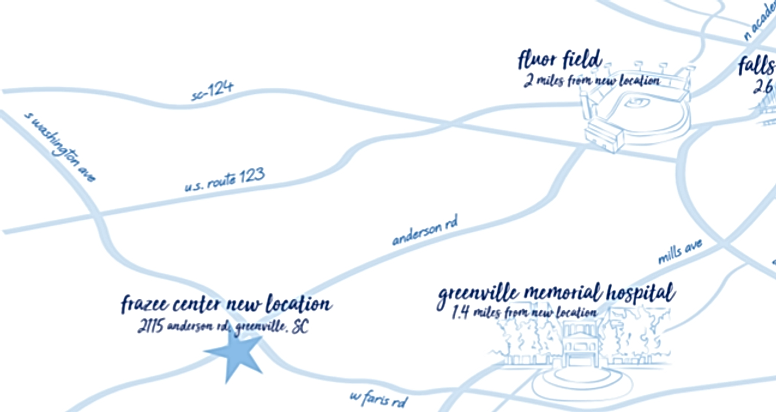 n acade
fluor field
2 miles from new location
falls
2.6
sc-124
s washington ave
u.s. route 123
anderson rd
mills ave
greenville memorial hospital
1.4 miles from new location
frazee center new location
2115 anderson rd, greenville, SC
w faris rd